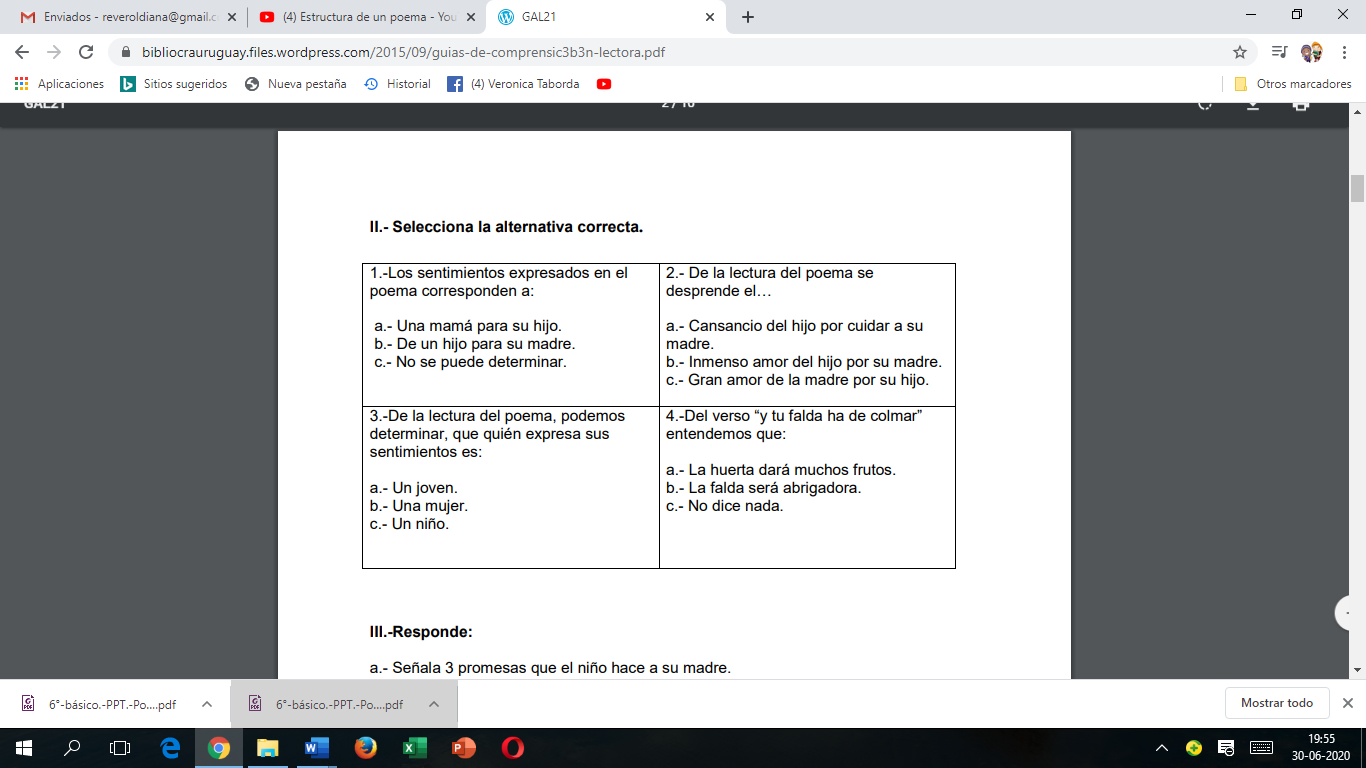 Enviados - reveroldiana@gmail.c
(4) Estructura de un poema - You
GAL21
bibliocrauruguay.files.wordpress.com/2015/09/guias-de-comprensic3b3n-lectora.pdf
Aplicaciones
Sitios sugeridos
Nueva pestaña
Historial
(4) Veronica Taborda
Otros marcadores
GAL21
2 / 16
II.- Selecciona la alternativa correcta.
1.-Los sentimientos expresados en el
poema corresponden a:
a.- Una mamá para su hijo.
b.- De un hijo para su madre.
c.- No se puede determinar.
2.- De la lectura del poema se
desprende el…
a.- Cansancio del hijo por cuidar a su
madre.
b.- Inmenso amor del hijo por su madre.
c.- Gran amor de la madre por su hijo.
3.-De la lectura del poema, podemos
determinar, que quién expresa sus
sentimientos es:
a.- Un joven.
b.- Una mujer.
c.- Un niño.
4.-Del verso “y tu falda ha de colmar”
entendemos que:
a.- La huerta dará muchos frutos.
b.- La falda será abrigadora.
c.- No dice nada.
III.-Responde:
a.- Señala 3 promesas que el niño hace a su madre.
6°-básico.-PPT.-Po....pdf
6°-básico.-PPT.-Po....pdf
Mostrar todo
19:55
30-06-2020